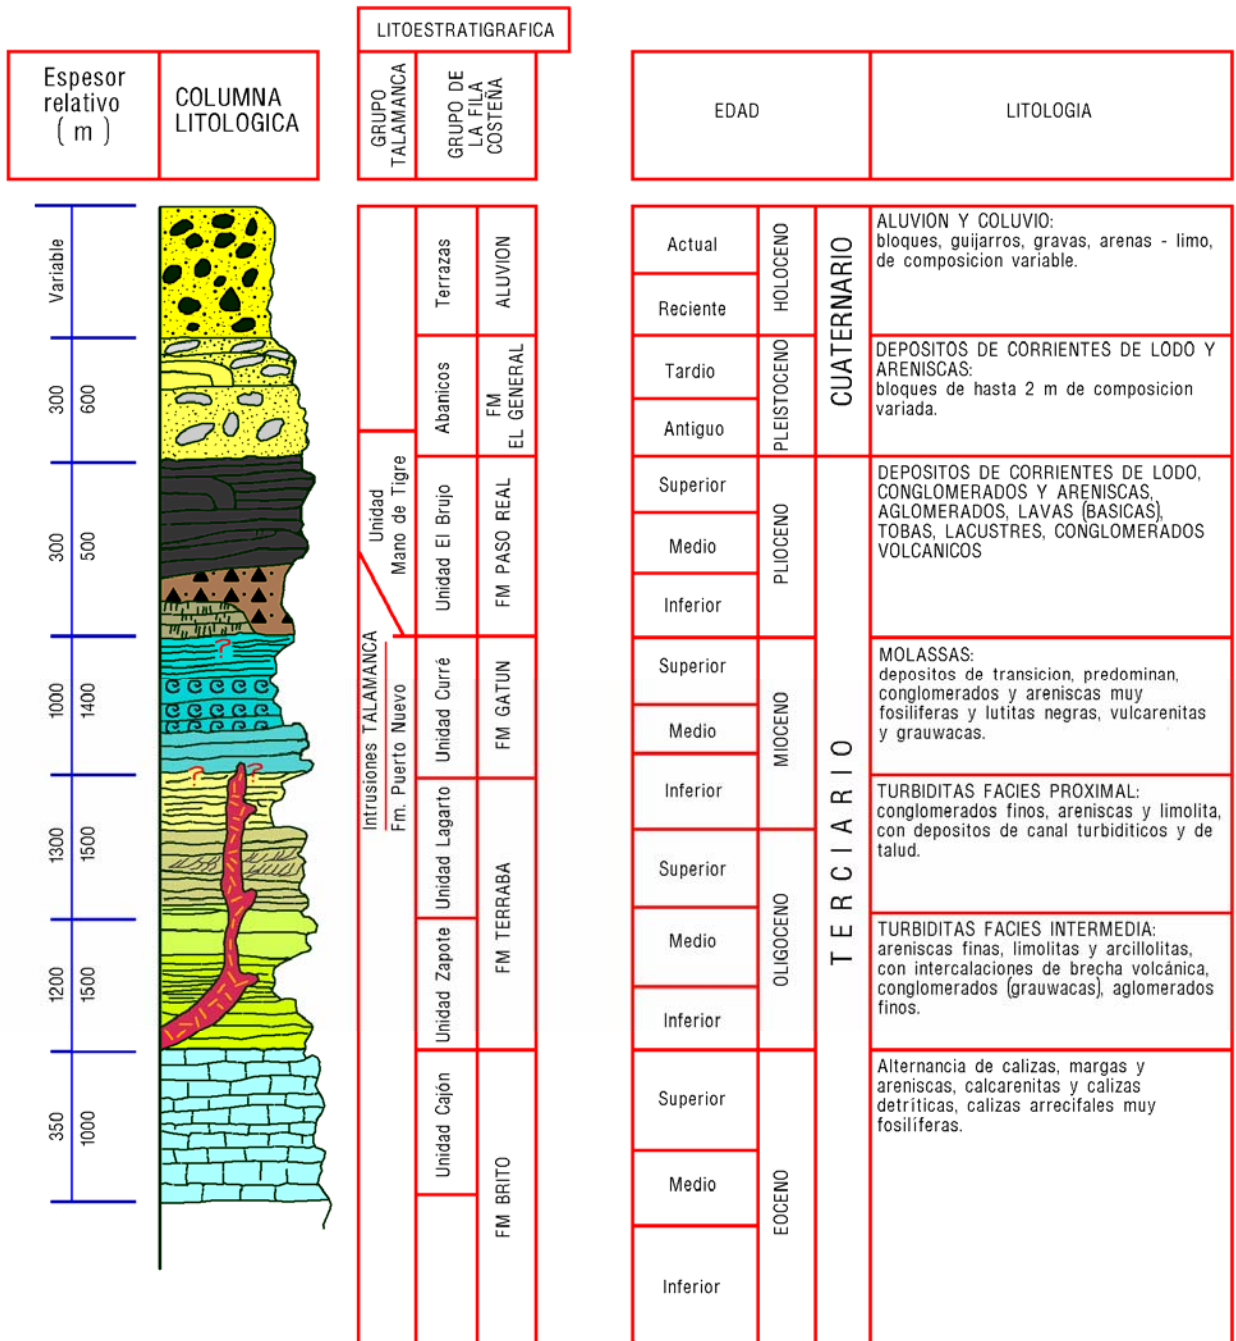 LITOESTRATIGRAFICA
Espesor
relativo
( m )
COLUMNA
LITOLOGICA
GRUPO
TALAMANCA
GRUPO DE
LA FILA
COSTEÑA
EDAD
LITOLOGIA
Variable
300
600
300
500
1000
1400
1300
1500
1200
1500
350
1000
?
?
?
Unidad
Mano de Tigre
Intrusiones TALAMANCA
Fm. Puerto Nuevo
Terrazas
Abanicos
Unidad El Brujo
Unidad Curré
Unidad Lagarto
Unidad Zapote
Unidad Cajón
ALUVION
FM
EL GENERAL
FM PASO REAL
FM GATUN
FM TERRABA
FM BRITO
Actual
Reciente
Tardio
Antiguo
Superior
Medio
Inferior
Superior
Medio
Inferior
Superior
Medio
Inferior
Superior
Medio
Inferior
HOLOCENO
PLEISTOCENO
PLIOCENO
MIOCENO
OLIGOCENO
EOCENO
CUATERNARIO
TERCIARIO
ALUVION Y COLUVIO:
bloques, guijarros, gravas, arenas - limo,
de composicion variable.
DEPOSITOS DE CORRIENTES DE LODO Y
ARENISCAS:
bloques de hasta 2 m de composicion
variada.
DEPOSITOS DE CORRIENTES DE LODO,
CONGLOMERADOS Y ARENISCAS,
AGLOMERADOS, LAVAS (BASICAS),
TOBAS, LACUSTRES, CONGLOMERADOS
VOLCANICOS
MOLASSAS:
depositos de transicion, predominan,
conglomerados y areniscas muy
fosiliferas y lutitas negras, vulcarenitas
y grauwacas.
TURBIDITAS FACIES PROXIMAL:
conglomerados finos, areniscas y limolita,
con depositos de canal turbiditicos y de
talud.
TURBIDITAS FACIES INTERMEDIA:
areniscas finas, limolitas y arcillolitas,
con intercalaciones de brecha volcánica,
conglomerados (grauwacas), aglomerados
finos.
Alternancia de calizas, margas y
areniscas, calcarenitas y calizas
detríticas, calizas arrecifales muy
fosilíferas.